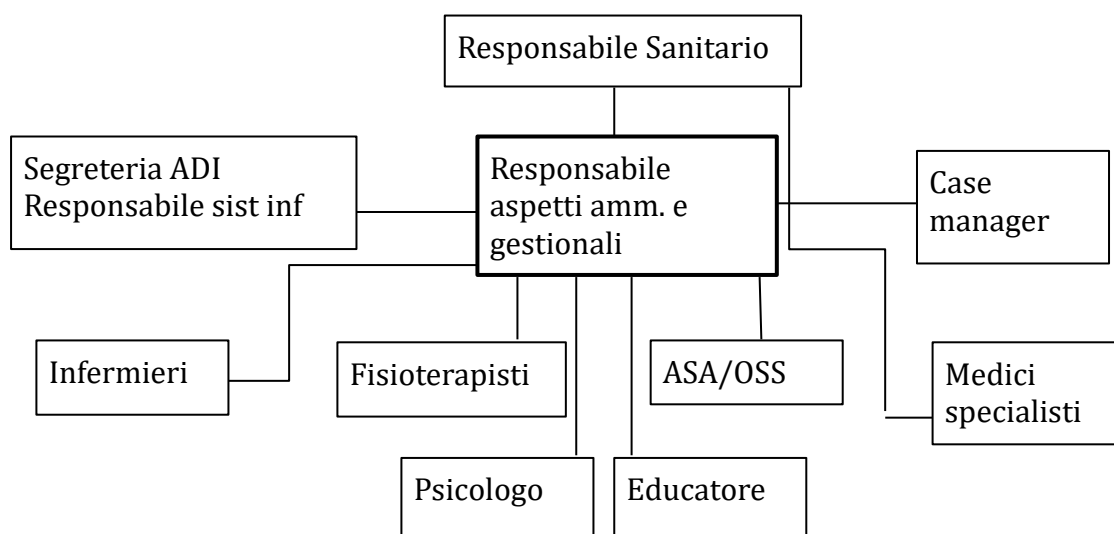 Responsabile Sanitario
Segreteria ADI
Responsabile sist inf
Responsabile
aspetti amm. e
gestionali
Case
manager
Infermieri
Fisioterapisti
ASA/OSS
Medici
specialisti
Psicologo
Educatore